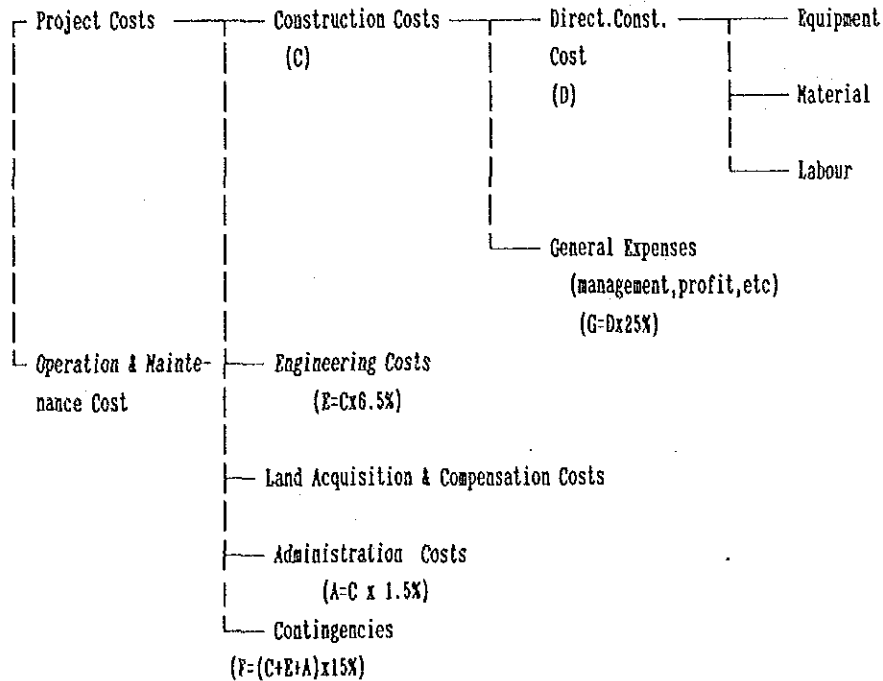 Project Costs Construction Costs Direct.Const. Equipment
(C) Cost
(D) Material
Labour
General Expenses
(management,profit,etc)
(G=Dx25%)
Operation & Mainte- Engineering Costs
nance Cost (E=Cx6.5%)
Land Acquisition & Compensation Costs
Administration Costs
(A=C x 1.5%)
Contingencies
(F=(C+E+A)x15%)